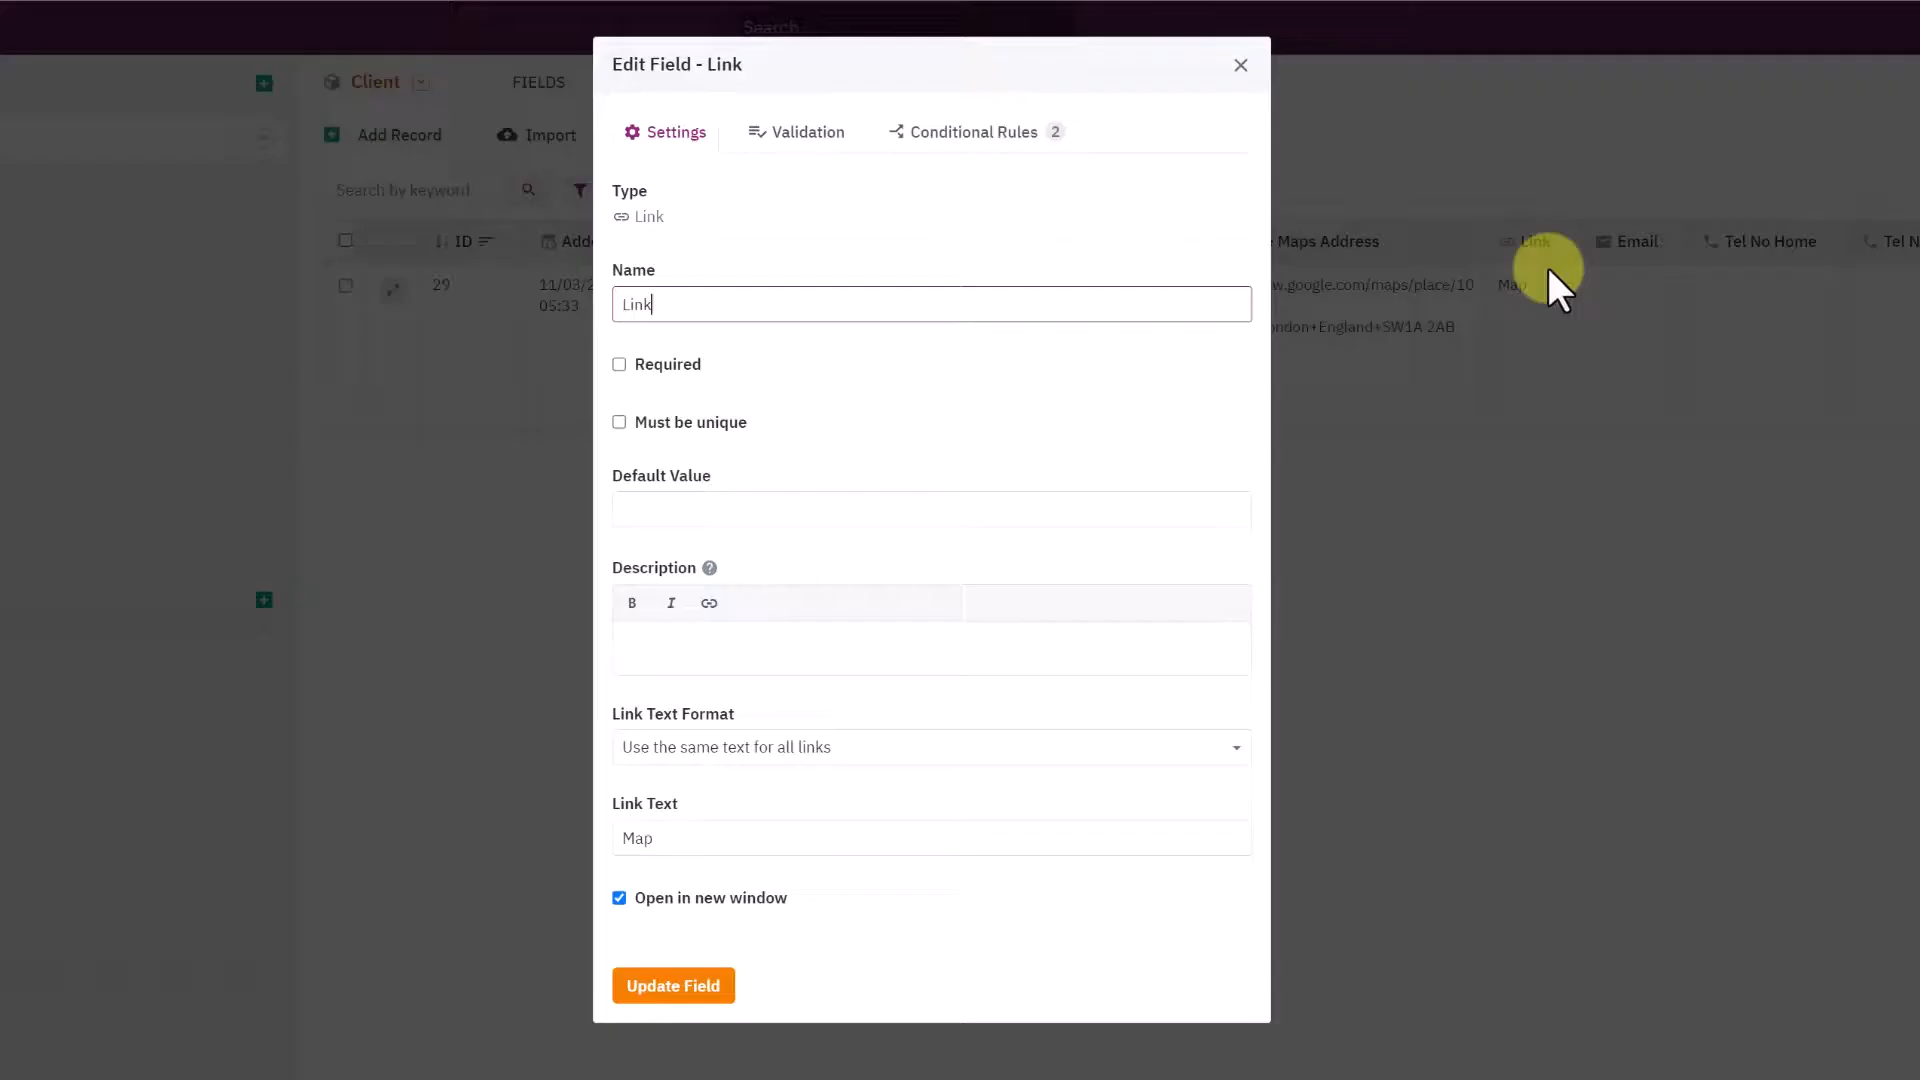 Search
Edit Field - Link
Client
FIELDS
Settings
Validation
Conditional Rules 2
Add Record
Import
Type
Link
Search by keyword
ID
Maps Address
Link
Email
Tel No Home
Tel
Name
29
11/03/2
w.google.com/maps/place/10
Map
05:33
Link
ondon+England+SW1A 2AB
Required
Must be unique
Default Value
Description ?
B I
Link Text Format
Use the same text for all links
Link Text
Map
Open in new window
Update Field